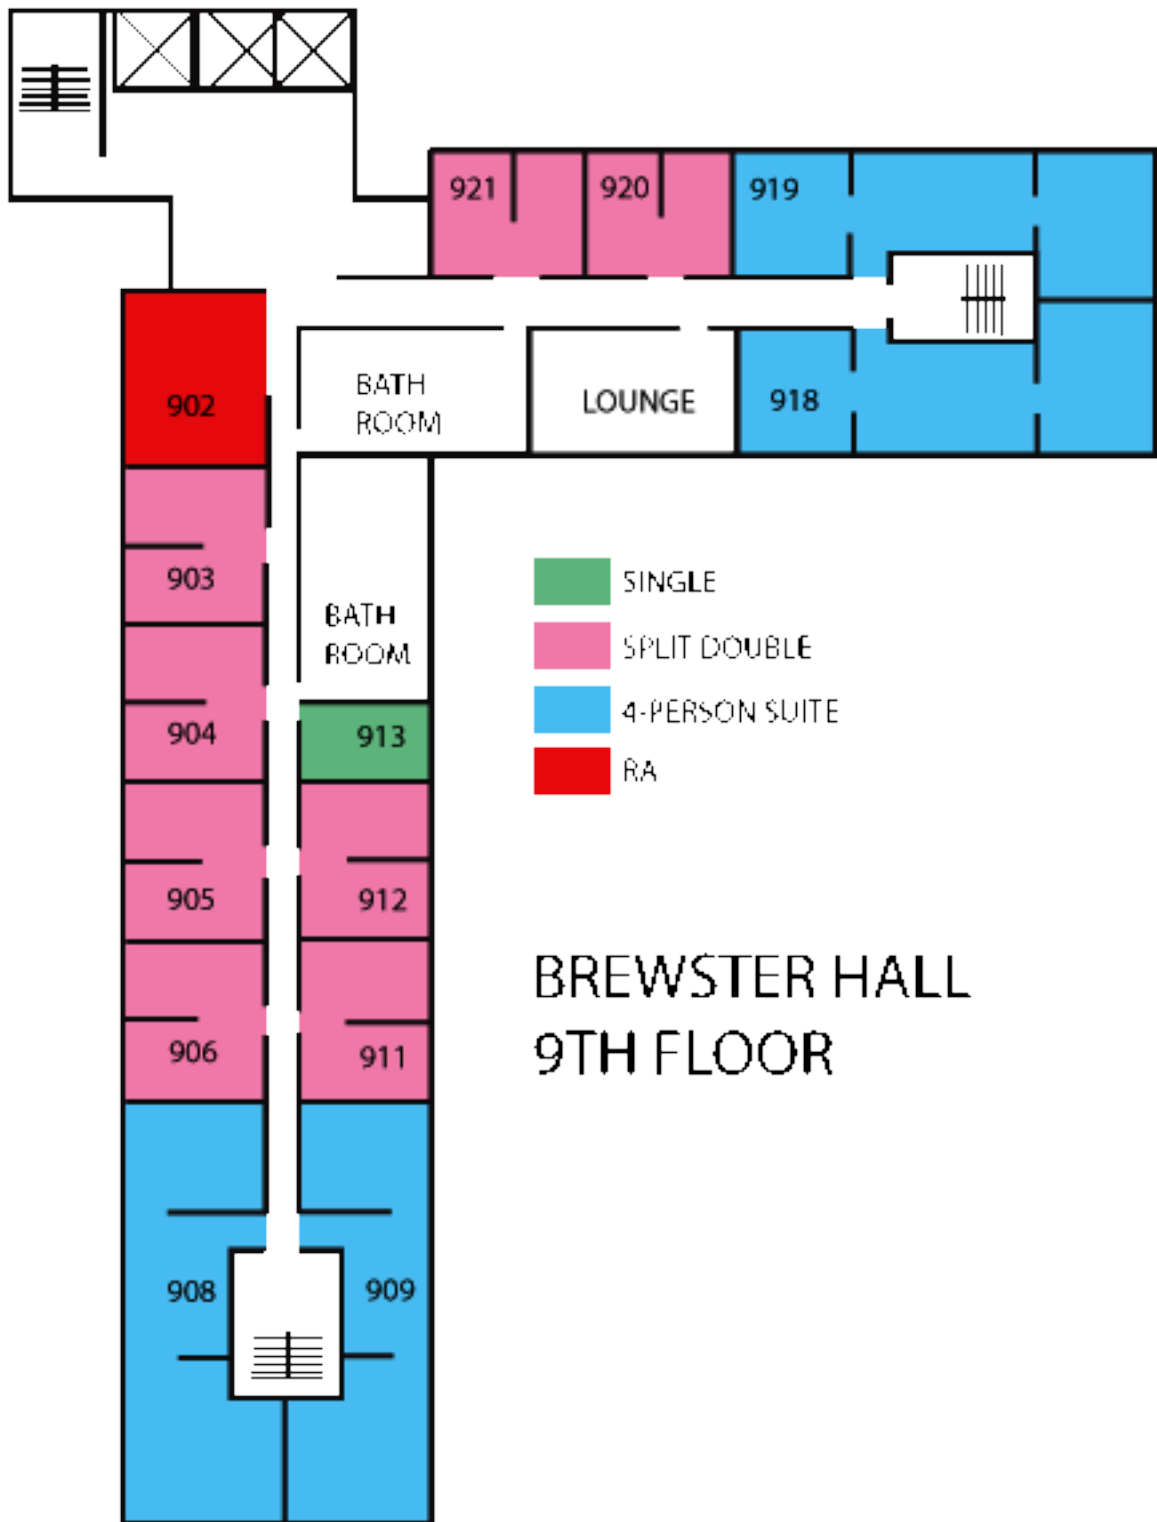 921
920
919
902
BATH
ROOM
LOUNGE
918
903
BATH
ROOM
904
913
905
912
906
911
908
909
SINGLE
SPLIT DOUBLE
4-PERSON SUITE
RA
BREWSTER HALL
9TH FLOOR